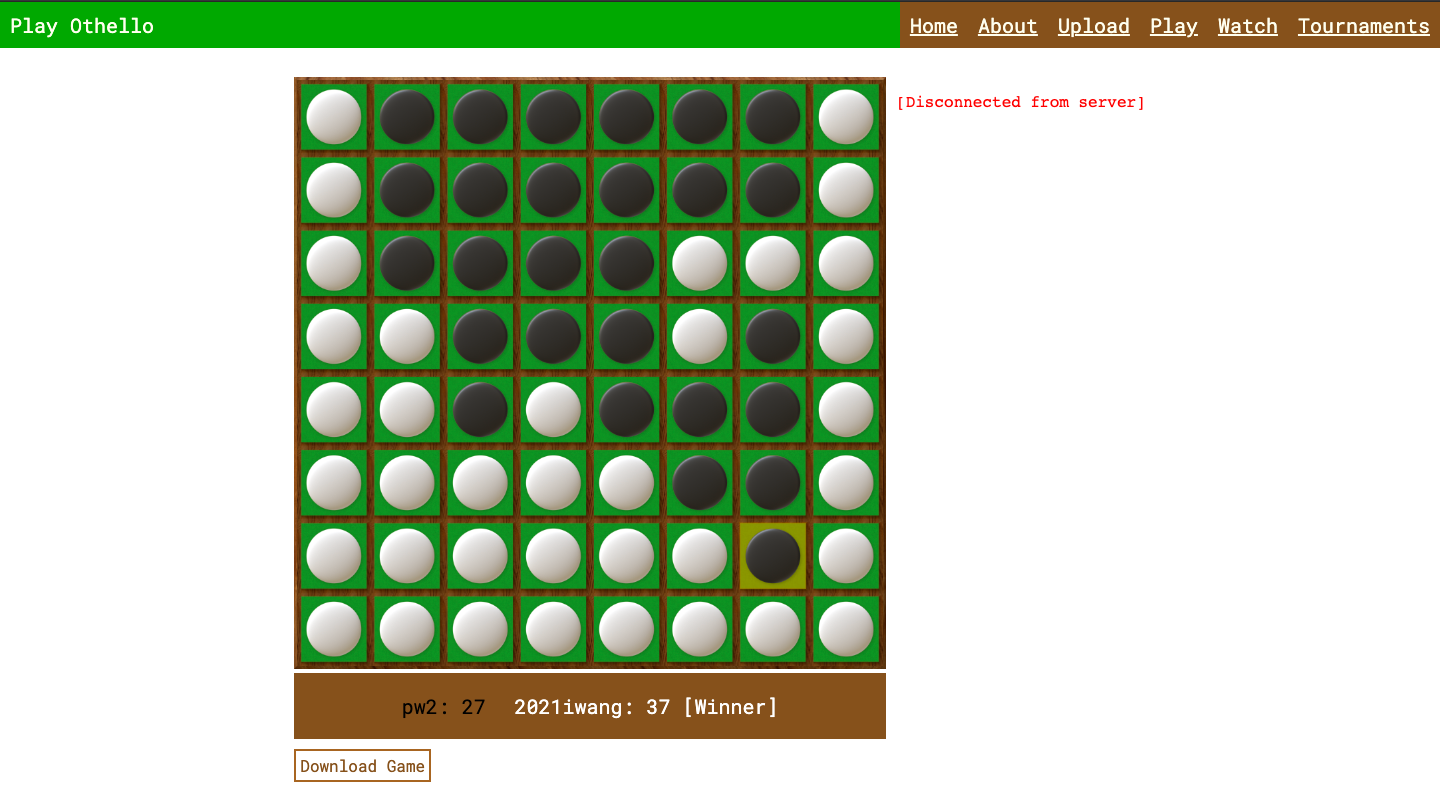 Play Othello
Home About Upload Play Watch Tournaments
[Disconnected from server]
pw2: 27 2021iwang: 37 [Winner]
Download Game